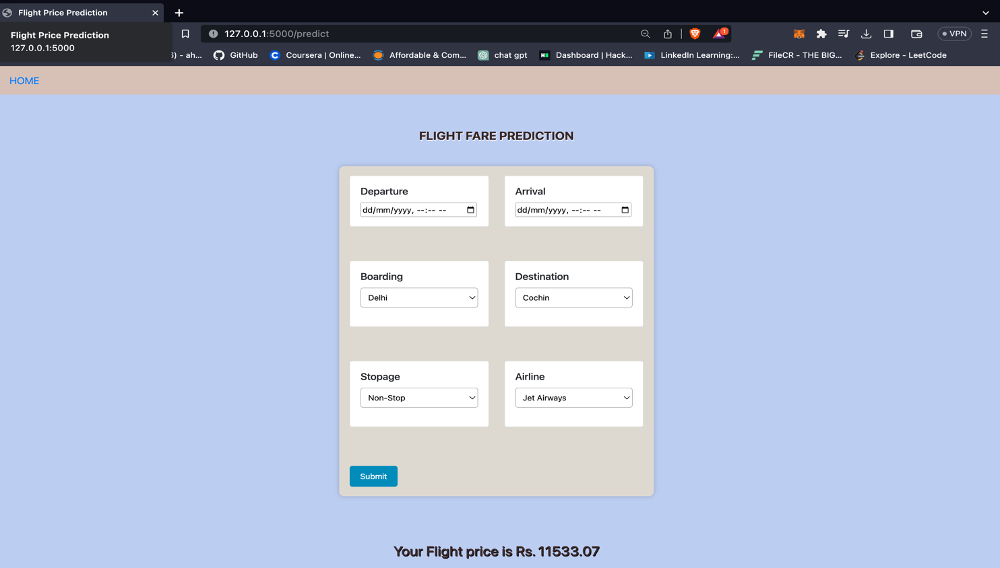 Flight Price Prediction
Flight Price Prediction
127.0.0.1:5000
127.0.0.1:5000/predict
1
VPN
) - ah...
GitHub
Coursera | Online...
Affordable & Com...
chat gpt
Dashboard | Hack...
LinkedIn Learning:...
FileCR - THE BIG...
Explore - LeetCode
HOME
FLIGHT FARE PREDICTION
Departure
Arrival
dd/mm/yyyy, --:-- --
dd/mm/yyyy, --:-- --
Boarding
Destination
Delhi
Cochin
Stopage
Airline
Non-Stop
Jet Airways
Submit
Your Flight price is Rs. 11533.07